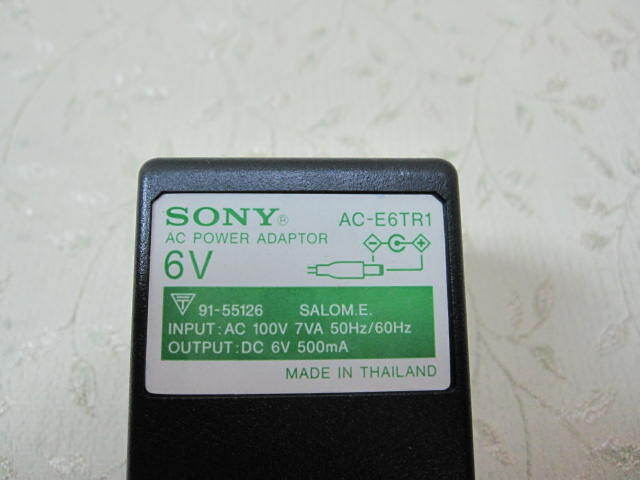 SONY® AC-E6TR1
AC POWER ADAPTOR
6V
91-55126 SALOM.E.
INPUT:AC 100V 7VA 50Hz/60Hz
OUTPUT:DC 6V 500mA
MADE IN THAILAND